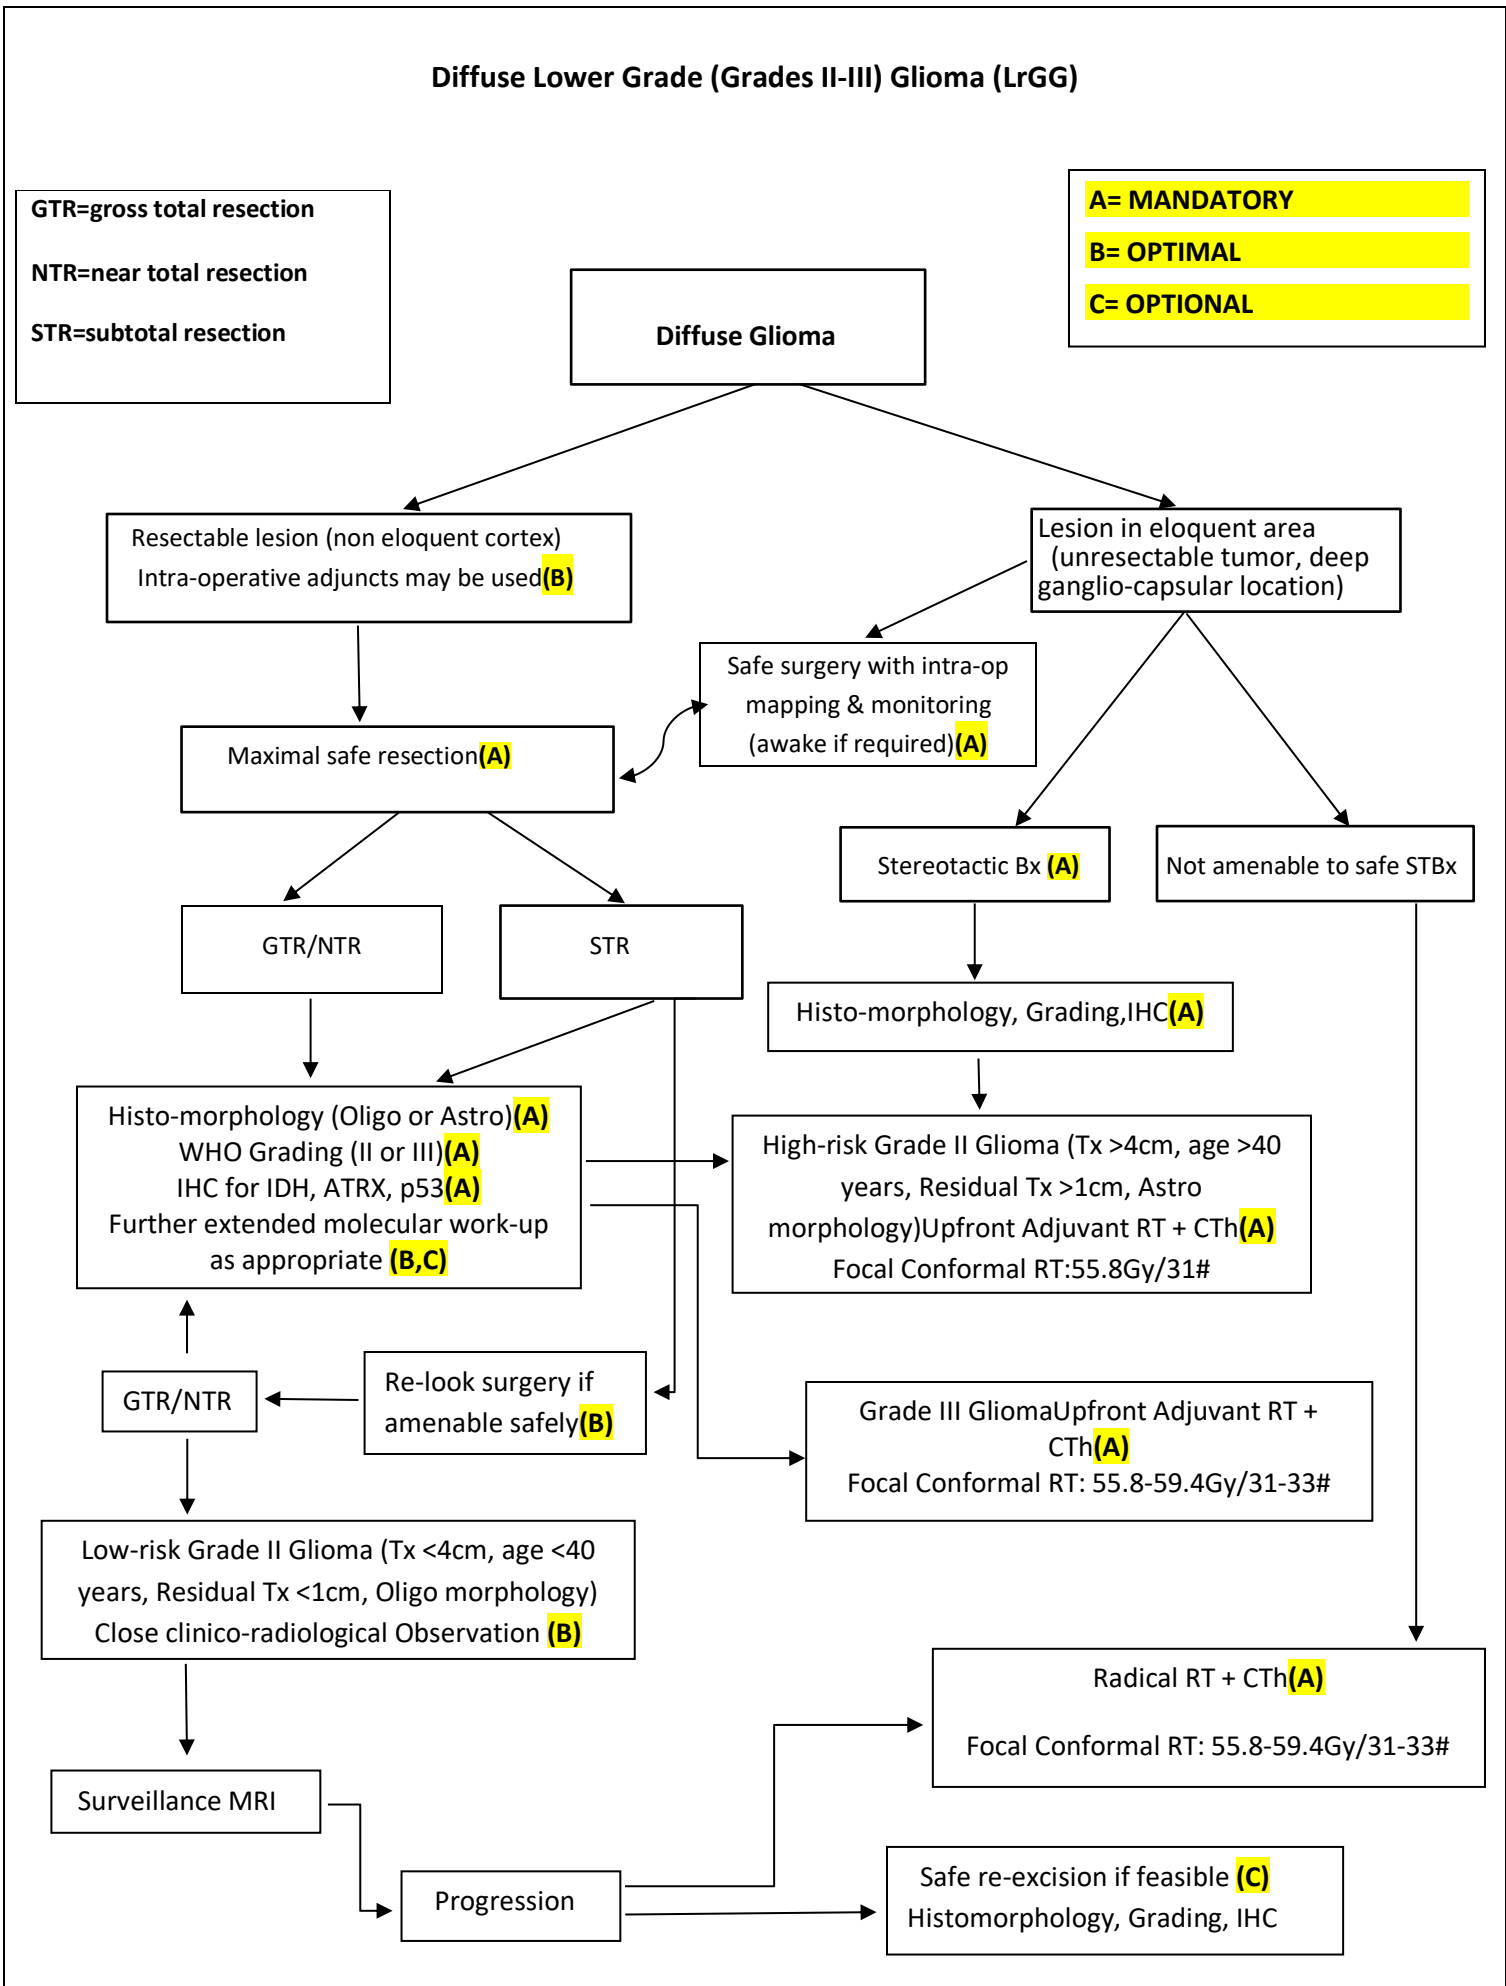 Diffuse Lower Grade (Grades II-III) Glioma (LrGG)
GTR=gross total resection
NTR=near total resection
STR=subtotal resection
A= MANDATORY
B= OPTIMAL
C= OPTIONAL
Diffuse Glioma
Resectable lesion (non eloquent cortex)
Intra-operative adjuncts may be used(B)
Lesion in eloquent area
(unresectable tumor, deep
ganglio-capsular location)
Safe surgery with intra-op
mapping & monitoring
(awake if required)(A)
Maximal safe resection(A)
Stereotactic Bx (A)
Not amenable to safe STBx
GTR/NTR
STR
Histo-morphology, Grading,IHC(A)
Histo-morphology (Oligo or Astro)(A)
WHO Grading (II or III)(A)
IHC for IDH, ATRX, p53(A)
Further extended molecular work-up
as appropriate (B,C)
High-risk Grade II Glioma (Tx >4cm, age >40
years, Residual Tx >1cm, Astro
morphology)Upfront Adjuvant RT + CTh(A)
Focal Conformal RT:55.8Gy/31#
GTR/NTR
Re-look surgery if
amenable safely(B)
Grade III GliomaUpfront Adjuvant RT +
CTh(A)
Focal Conformal RT: 55.8-59.4Gy/31-33#
Low-risk Grade II Glioma (Tx <4cm, age <40
years, Residual Tx <1cm, Oligo morphology)
Close clinico-radiological Observation (B)
Radical RT + CTh(A)
Focal Conformal RT: 55.8-59.4Gy/31-33#
Surveillance MRI
Progression
Safe re-excision if feasible (C)
Histomorphology, Grading, IHC